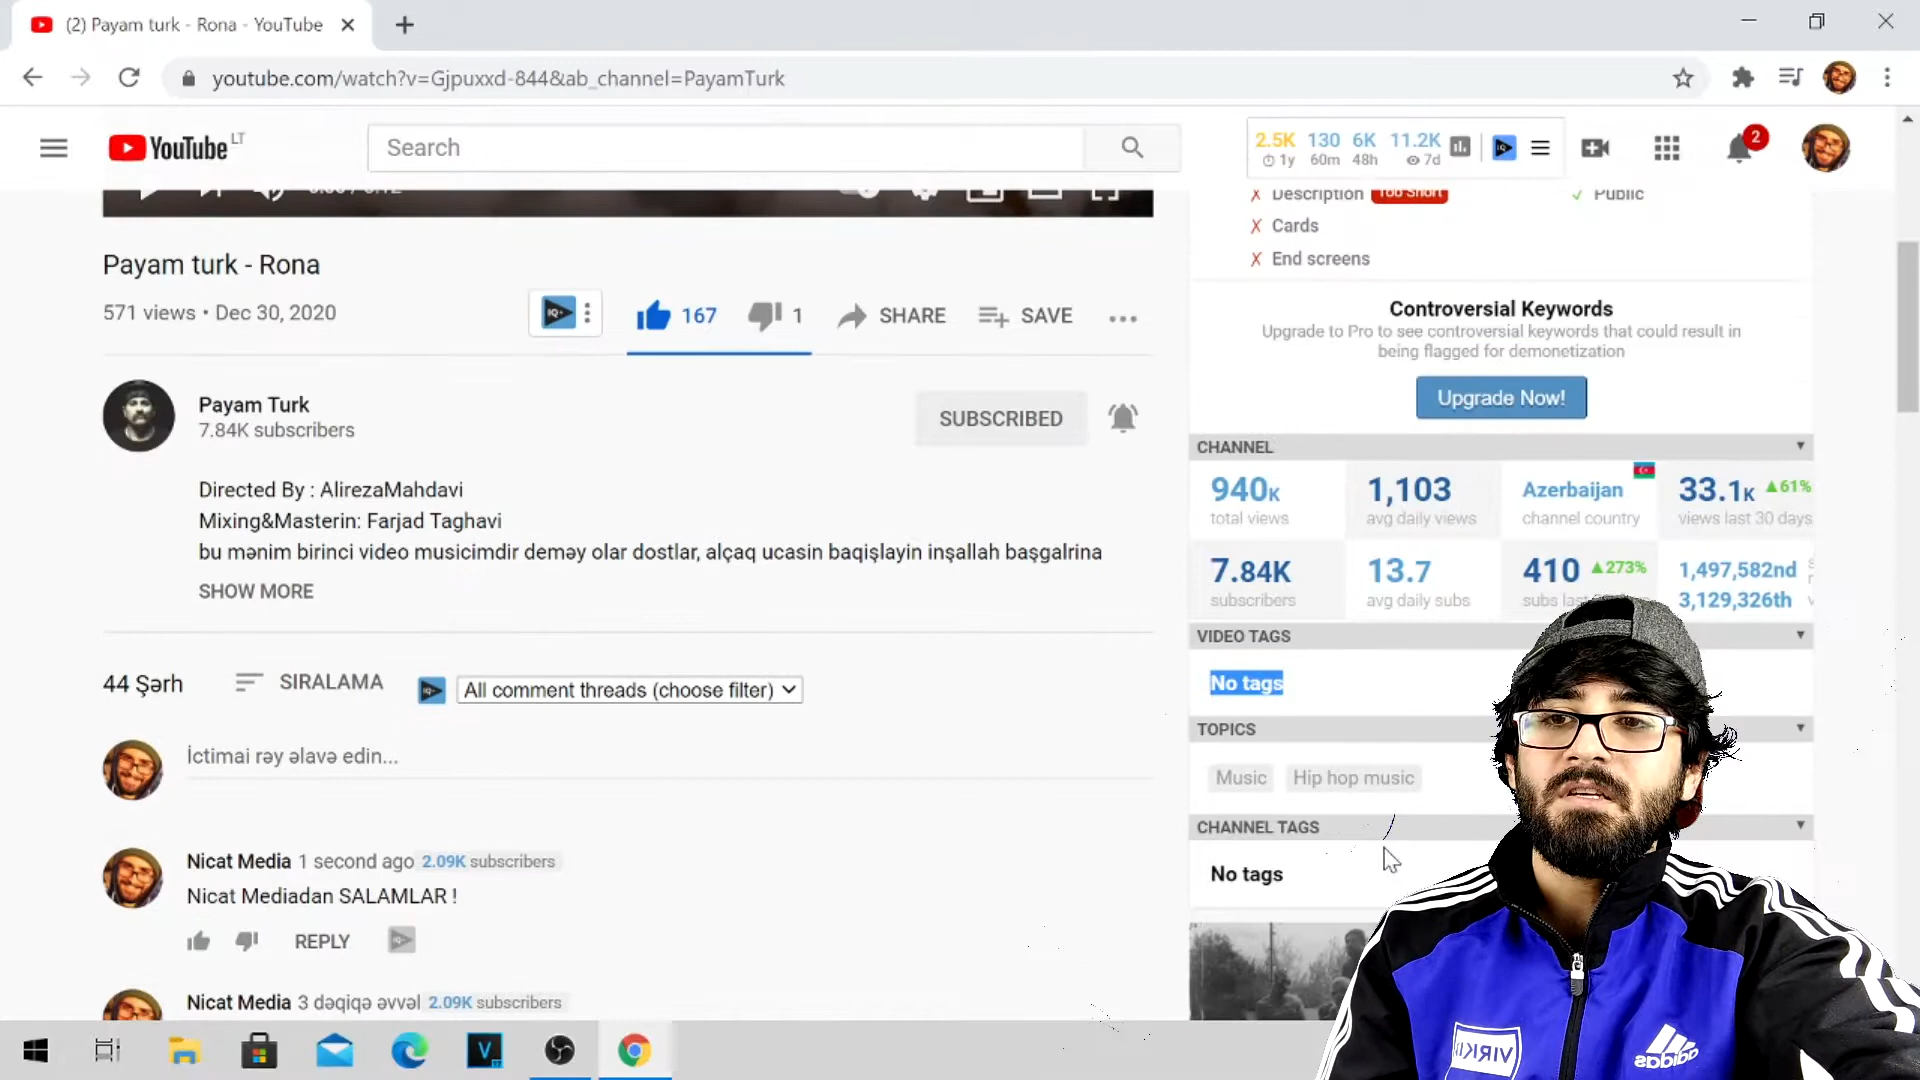 (2) Payam turk - Rona - YouTube
youtube.com/watch?v=Gjpuxxd-844&ab_channel=PayamTurk
YouTube LT
Search
2.5K 130 6K 11.2K
1y 60m 48h 7d
2
Description Too Short
Public
Cards
End screens
Payam turk - Rona
571 views • Dec 30, 2020
IQ+
167
1
SHARE
SAVE
Payam Turk
7.84K subscribers
SUBSCRIBED
Directed By : AlirezaMahdavi
Mixing&Masterin: Farjad Taghavi
bu mənim birinci video musicimdir deməy olar dostlar, alçaq ucasin baqişlayin inşallah başgalrina
SHOW MORE
44 Şərh
SIRALAMA
All comment threads (choose filter)
İctimai rəy əlavə edin...
Nicat Media 1 second ago 2.09K subscribers
Nicat Mediadan SALAMLAR !
REPLY
Nicat Media 3 dəqiqə əvvəl 2.09K subscribers
Controversial Keywords
Upgrade to Pro to see controversial keywords that could result in
being flagged for demonetization
Upgrade Now!
CHANNEL
940K
total views
1,103
avg daily views
Azerbaijan
channel country
33.1K ▲61%
views last 30 days
7.84K
subscribers
13.7
avg daily subs
410 ▲273%
subs last
1,497,582nd
3,129,326th
VIDEO TAGS
No tags
TOPICS
Music
Hip hop music
CHANNEL TAGS
No tags
V
VIRKI
adidas